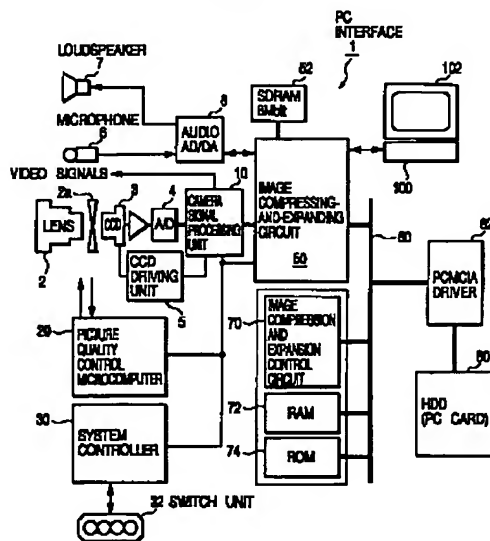 PC
INTERFACE
1
LOUDSPEAKER
7
MICROPHONE
6
AUDIO
AD/DA
8
SDRAM
8Mbit
52
102
100
VIDEO SIGNALS
2a
3
4
10
LENS
2
CCD
A/D
CAMERA
SIGNAL
PROCESSING
UNIT
CCD
DRIVING
UNIT
5
IMAGE
COMPRESSING-
AND-EXPANDING
CIRCUIT
50
60
PCMCIA
DRIVER
HDD
(PC CARD)
PICTURE
QUALITY
CONTROL
MICROCOMPUTER
30
SYSTEM
CONTROLLER
32 SWITCH UNIT
70
IMAGE
COMPRESSION
AND
EXPANSION
CONTROL
CIRCUIT
72
RAM
74
ROM